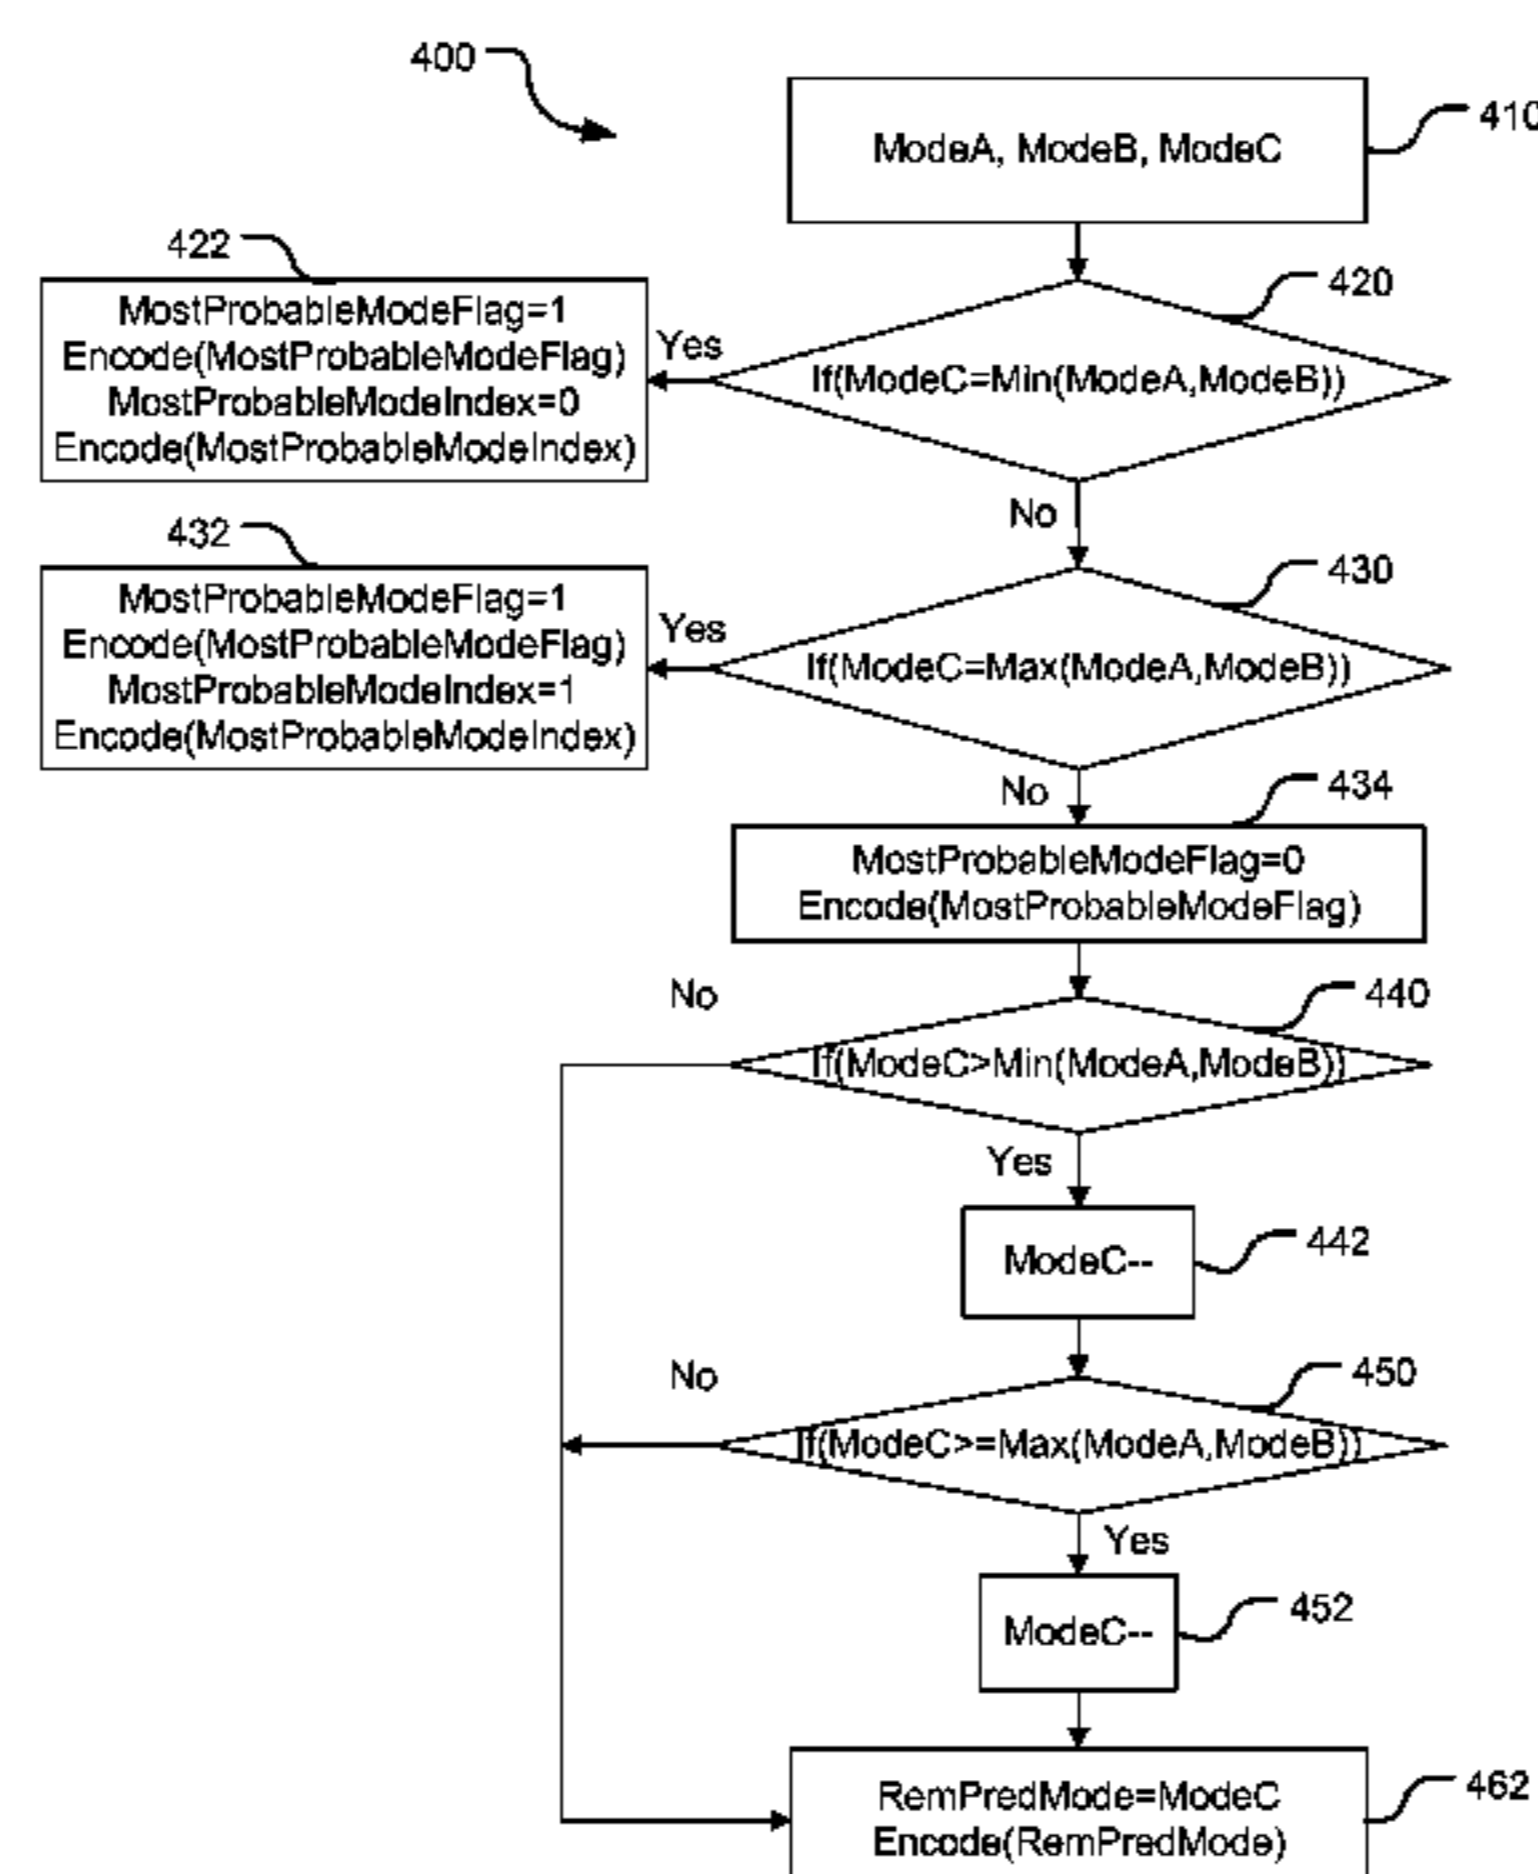 400
410
ModeA, ModeB, ModeC
422
MostProbableModeFlag=1
Encode(MostProbableModeFlag)
MostProbableModeIndex=0
Encode(MostProbableModeIndex)
Yes
420
If(ModeC=Min(ModeA,ModeB))
No
432
MostProbableModeFlag=1
Encode(MostProbableModeFlag)
MostProbableModeIndex=1
Encode(MostProbableModeIndex)
Yes
430
If(ModeC=Max(ModeA,ModeB))
No
434
MostProbableModeFlag=0
Encode(MostProbableModeFlag)
No
440
If(ModeC>Min(ModeA,ModeB))
Yes
442
ModeC--
No
450
If(ModeC>=Max(ModeA,ModeB))
Yes
452
ModeC--
462
RemPredMode=ModeC
Encode(RemPredMode)